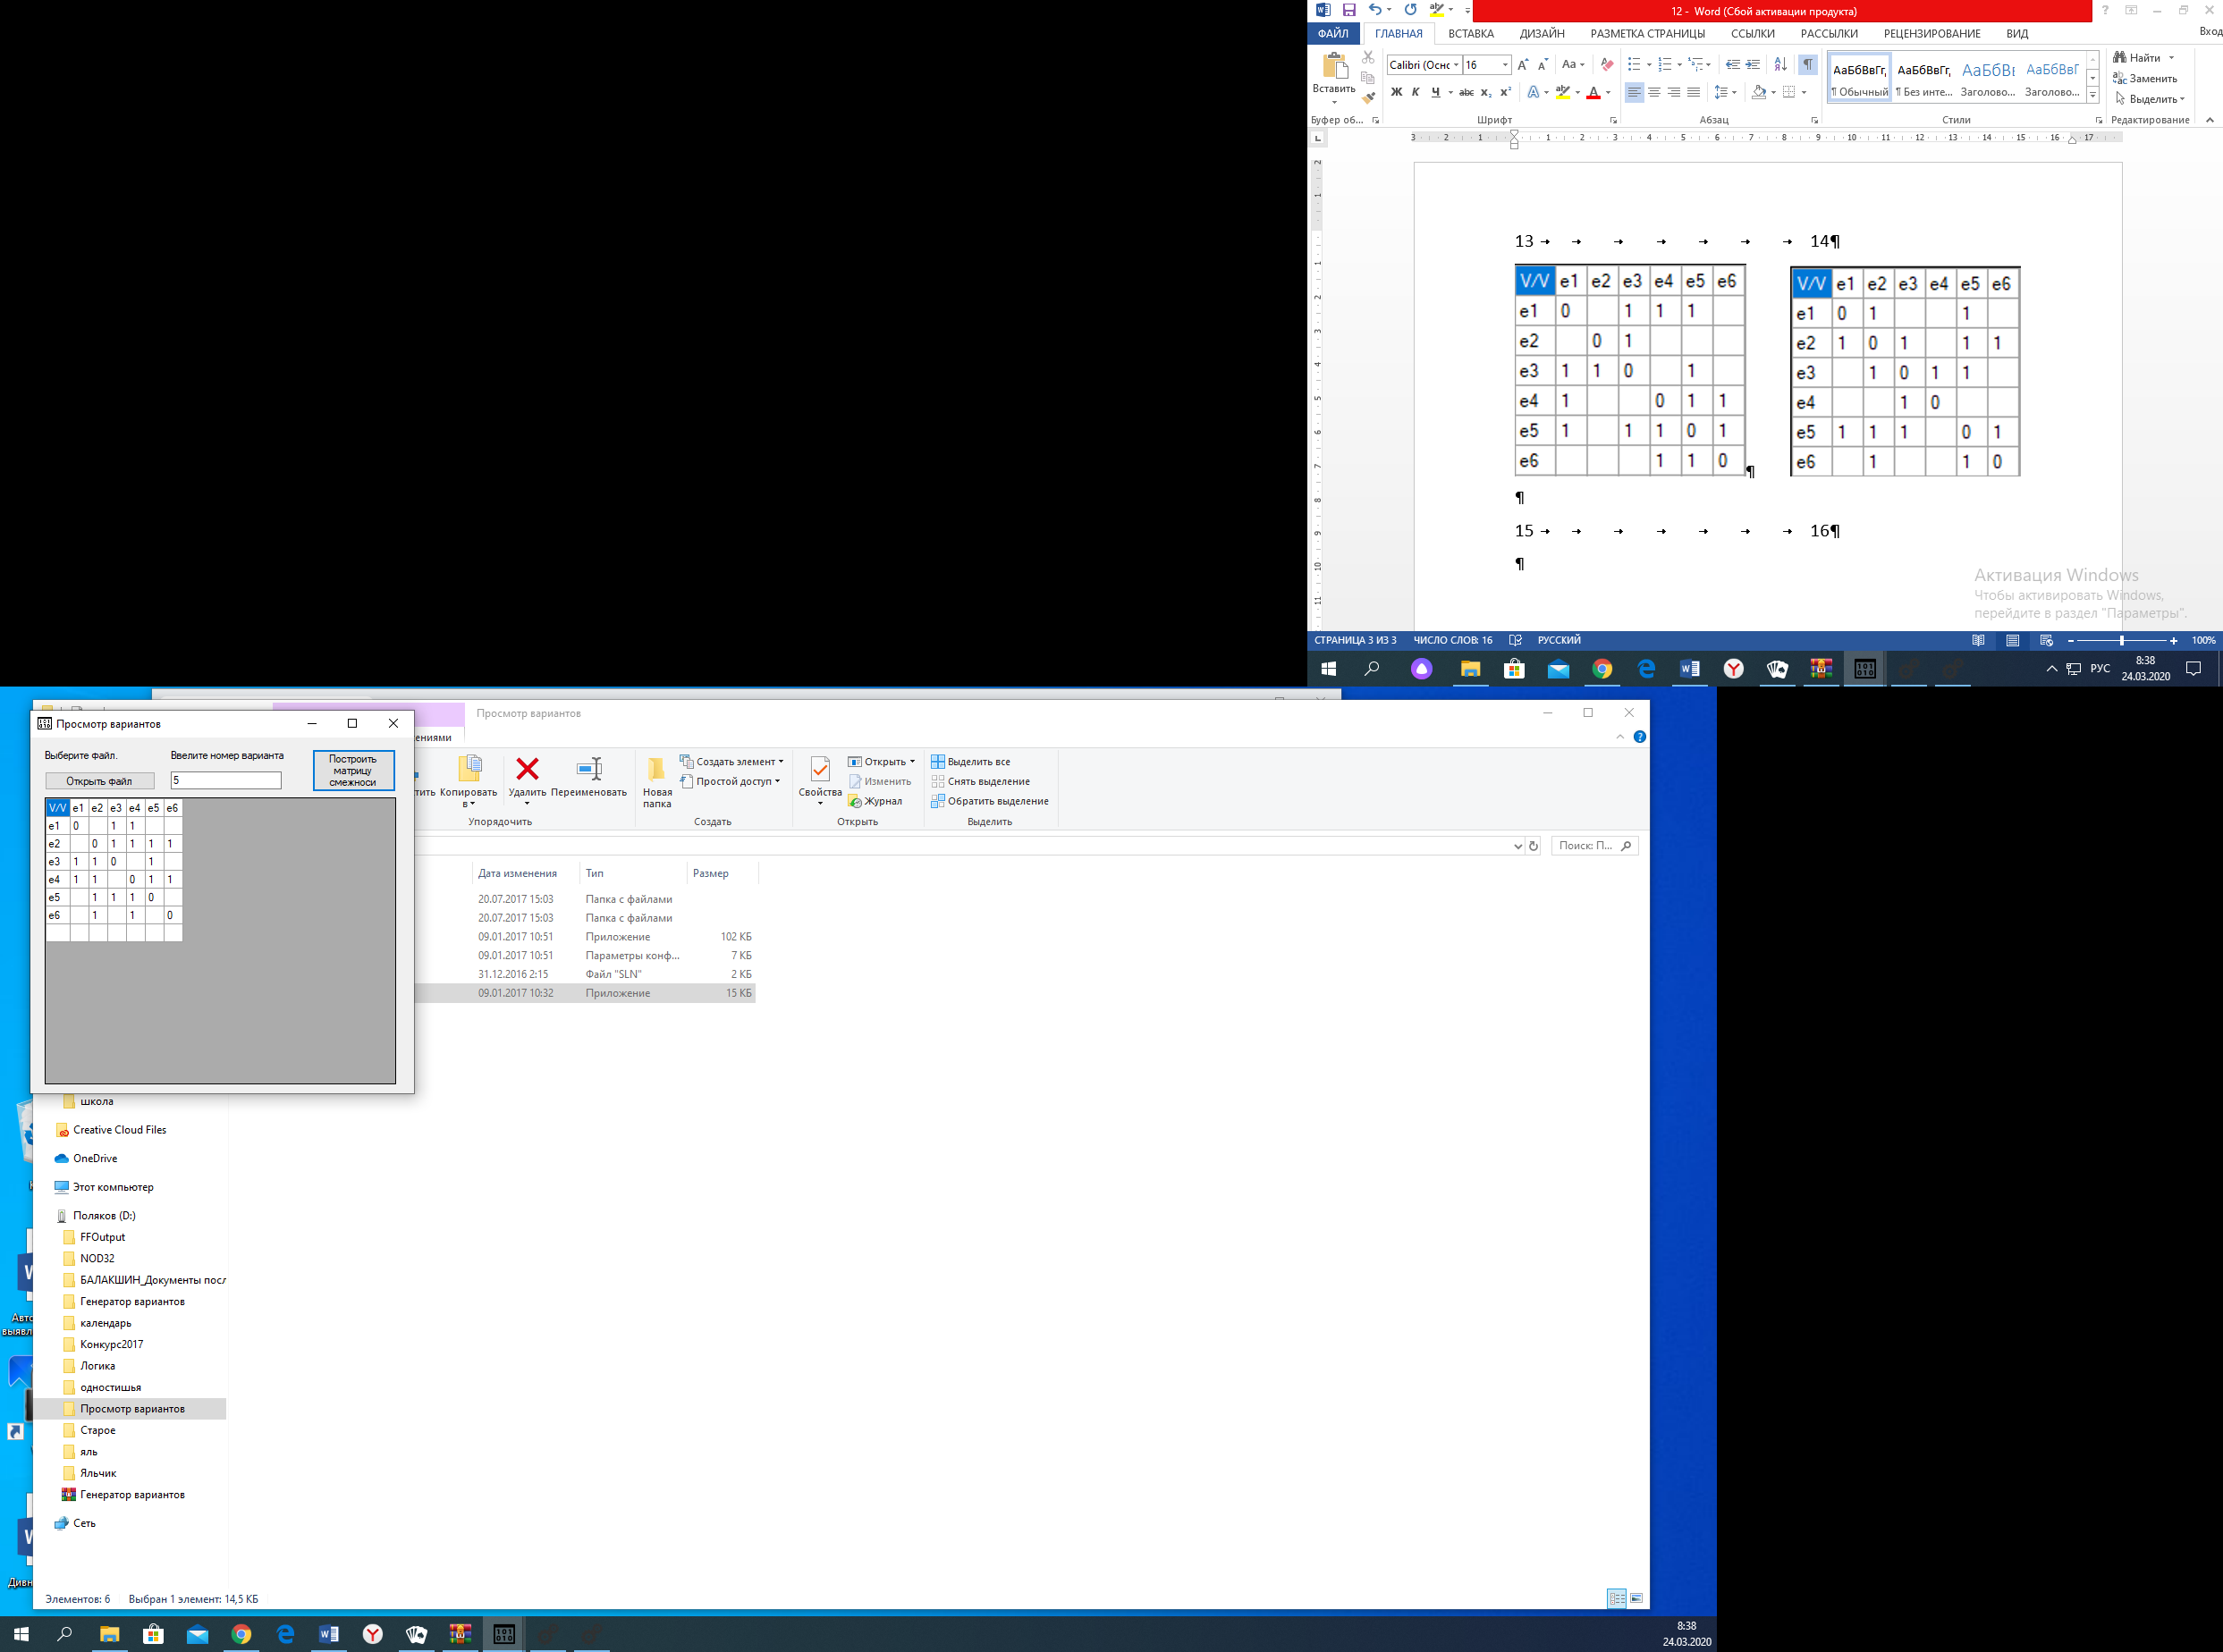 12 - Word (Сбой активации продукта)
ФАЙЛ ГЛАВНАЯ ВСТАВКА ДИЗАЙН РАЗМЕТКА СТРАНИЦЫ ССЫЛКИ РАССЫЛКИ РЕЦЕНЗИРОВАНИЕ ВИД Вход
Вставить
Calibri (Оснс 16
Ж К Ч abc x₂ x²
АаБбВвГг, АаБбВвГг, АаБбВ АаБбВвГ
¶ Обычный ¶ Без инте... Заголово... Заголово...
Найти
Заменить
Выделить
Буфер об... Шрифт Абзац Стили Редактирование
13 → → → → → → → 14¶
V/V e1 e2 e3 e4 e5 e6
e1 0 1 1 1
e2 0 1
e3 1 1 0 1
e4 1 0 1 1
e5 1 1 1 0 1
e6 1 1 0 ¶
V/V e1 e2 e3 e4 e5 e6
e1 0 1 1
e2 1 0 1 1 1
e3 1 0 1 1
e4 1 0
e5 1 1 1 0 1
e6 1 1 0
¶
15 → → → → → → → 16¶
¶
Активация Windows
Чтобы активировать Windows,
перейдите в раздел "Параметры".
СТРАНИЦА 3 ИЗ 3 ЧИСЛО СЛОВ: 16 РУССКИЙ 100%
РУС
8:38
24.03.2020
Просмотр вариантов
Выберите файл.
Ввелите номер варианта
Открыть файл
5
Построить
матрицу
смежноси
V/V e1 e2 e3 e4 e5 e6
e1 0 1 1
e2 0 1 1 1 1
e3 1 1 0 1
e4 1 1 0 1 1
e5 1 1 1 0
e6 1 1 0
Просмотр вариантов
ениями
тить
Копировать
в
Удалить
Переименовать
Упорядочить
Новая
папка
Создать элемент
Простой доступ
Создать
Свойства
Открыть
Изменить
Журнал
Открыть
Выделить все
Снять выделение
Обратить выделение
Выделить
Поиск: П...
Дата изменения Тип Размер
20.07.2017 15:03 Папка с файлами
20.07.2017 15:03 Папка с файлами
09.01.2017 10:51 Приложение 102 КБ
09.01.2017 10:51 Параметры конф... 7 КБ
31.12.2016 2:15 Файл "SLN" 2 КБ
09.01.2017 10:32 Приложение 15 КБ
школа
Creative Cloud Files
OneDrive
Этот компьютер
Поляков (D:)
FFOutput
NOD32
БАЛАКШИН_Документы посл
Генератор вариантов
календарь
Конкурс2017
Логика
одностишья
Просмотр вариантов
Старое
яль
Яльчик
Генератор вариантов
Сеть
Авто
выявл
Дивн
Элементов: 6 Выбран 1 элемент: 14,5 КБ
8:38
24.03.2020